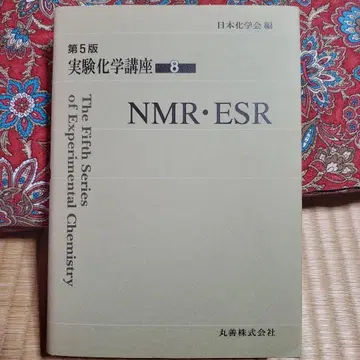 日本化学会 編
第5版
実験化学講座 8
NMR・ESR
The Fifth Series
of Experimental Chemistry
丸善株式会社